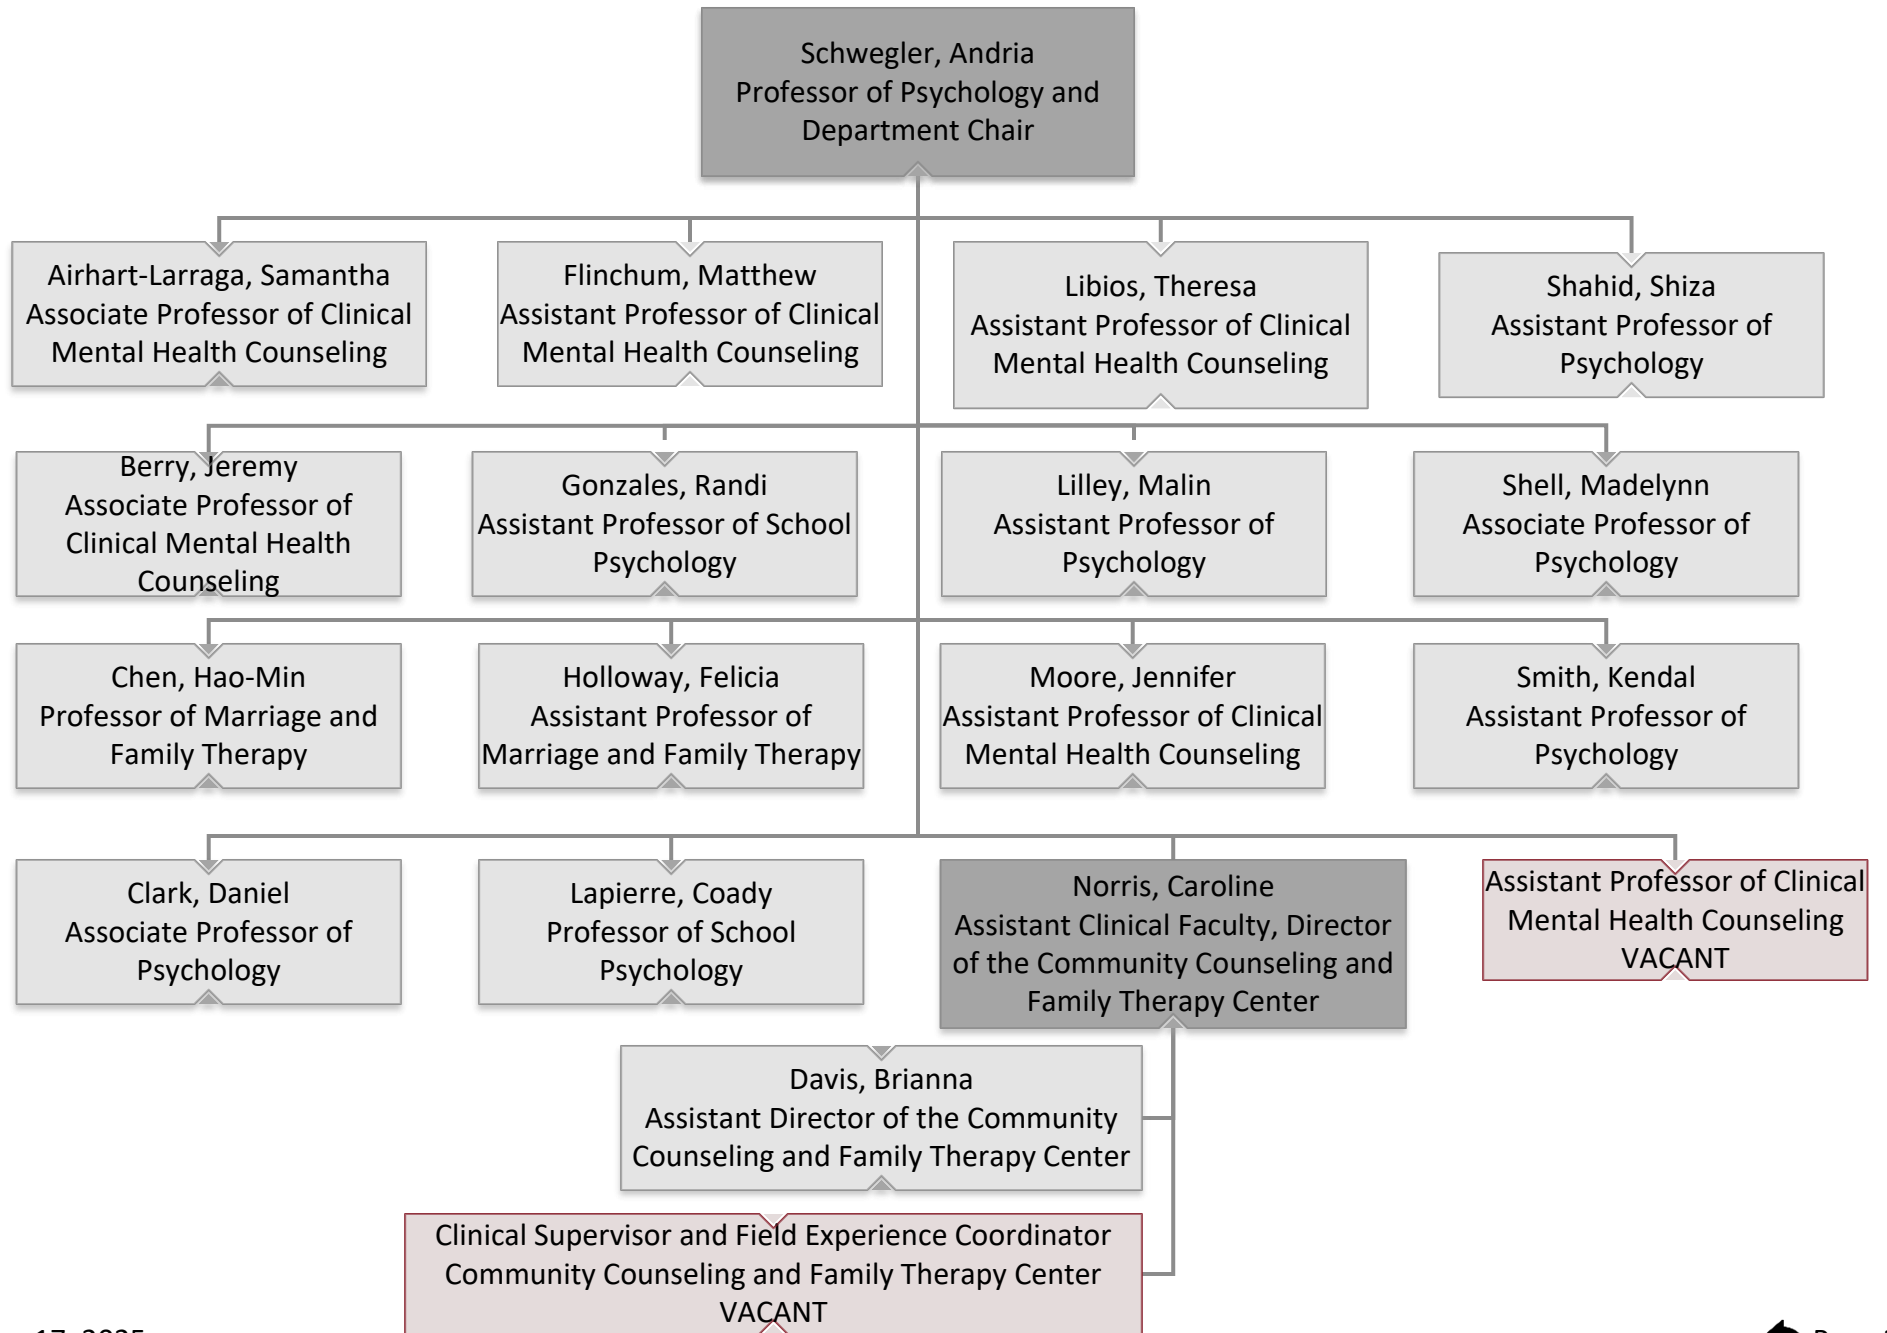 Schwegler, Andria
Professor of Psychology and
Department Chair
Airhart-Larraga, Samantha
Associate Professor of Clinical
Mental Health Counseling
Flinchum, Matthew
Assistant Professor of Clinical
Mental Health Counseling
Libios, Theresa
Assistant Professor of Clinical
Mental Health Counseling
Shahid, Shiza
Assistant Professor of
Psychology
Berry, Jeremy
Associate Professor of
Clinical Mental Health
Counseling
Gonzales, Randi
Assistant Professor of School
Psychology
Lilley, Malin
Assistant Professor of
Psychology
Shell, Madelynn
Associate Professor of
Psychology
Chen, Hao-Min
Professor of Marriage and
Family Therapy
Holloway, Felicia
Assistant Professor of
Marriage and Family Therapy
Moore, Jennifer
Assistant Professor of Clinical
Mental Health Counseling
Smith, Kendal
Assistant Professor of
Psychology
Clark, Daniel
Associate Professor of
Psychology
Lapierre, Coady
Professor of School
Psychology
Norris, Caroline
Assistant Clinical Faculty, Director
of the Community Counseling and
Family Therapy Center
Assistant Professor of Clinical
Mental Health Counseling
VACANT
Davis, Brianna
Assistant Director of the Community
Counseling and Family Therapy Center
Clinical Supervisor and Field Experience Coordinator
Community Counseling and Family Therapy Center
VACANT